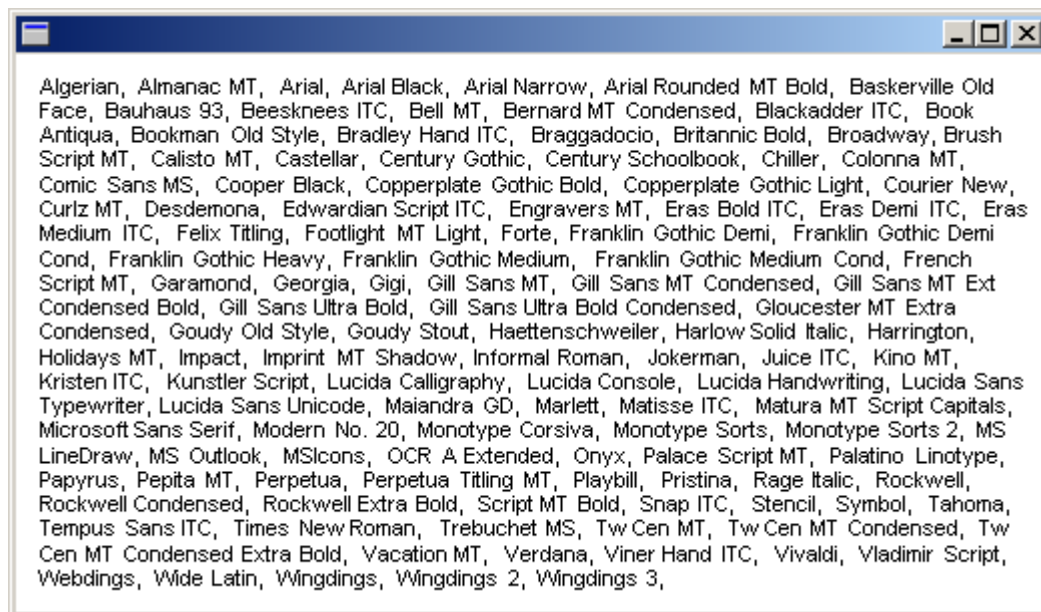 Algerian, Almanac MT, Arial, Arial Black, Arial Narrow, Arial Rounded MT Bold, Baskerville Old
Face, Bauhaus 93, Beesknees ITC, Bell MT, Bernard MT Condensed, Blackadder ITC, Book
Antiqua, Bookman Old Style, Bradley Hand ITC, Braggadocio, Britannic Bold, Broadway, Brush
Script MT, Calisto MT, Castellar, Century Gothic, Century Schoolbook, Chiller, Colonna MT,
Comic Sans MS, Cooper Black, Copperplate Gothic Bold, Copperplate Gothic Light, Courier New,
Curlz MT, Desdemona, Edwardian Script ITC, Engravers MT, Eras Bold ITC, Eras Demi ITC, Eras
Medium ITC, Felix Titling, Footlight MT Light, Forte, Franklin Gothic Demi, Franklin Gothic Demi
Cond, Franklin Gothic Heavy, Franklin Gothic Medium, Franklin Gothic Medium Cond, French
Script MT, Garamond, Georgia, Gigi, Gill Sans MT, Gill Sans MT Condensed, Gill Sans MT Ext
Condensed Bold, Gill Sans Ultra Bold, Gill Sans Ultra Bold Condensed, Gloucester MT Extra
Condensed, Goudy Old Style, Goudy Stout, Haettenschweiler, Harlow Solid Italic, Harrington,
Holidays MT, Impact, Imprint MT Shadow, Informal Roman, Jokerman, Juice ITC, Kino MT,
Kristen ITC, Kunstler Script, Lucida Calligraphy, Lucida Console, Lucida Handwriting, Lucida Sans
Typewriter, Lucida Sans Unicode, Maiandra GD, Marlett, Matisse ITC, Matura MT Script Capitals,
Microsoft Sans Serif, Modern No. 20, Monotype Corsiva, Monotype Sorts, Monotype Sorts 2, MS
LineDraw, MS Outlook, MSIcons, OCR A Extended, Onyx, Palace Script MT, Palatino Linotype,
Papyrus, Pepita MT, Perpetua, Perpetua Titling MT, Playbill, Pristina, Rage Italic, Rockwell,
Rockwell Condensed, Rockwell Extra Bold, Script MT Bold, Snap ITC, Stencil, Symbol, Tahoma,
Tempus Sans ITC, Times New Roman, Trebuchet MS, Tw Cen MT, Tw Cen MT Condensed, Tw
Cen MT Condensed Extra Bold, Vacation MT, Verdana, Viner Hand ITC, Vivaldi, Vladimir Script,
Webdings, Wide Latin, Wingdings, Wingdings 2, Wingdings 3,